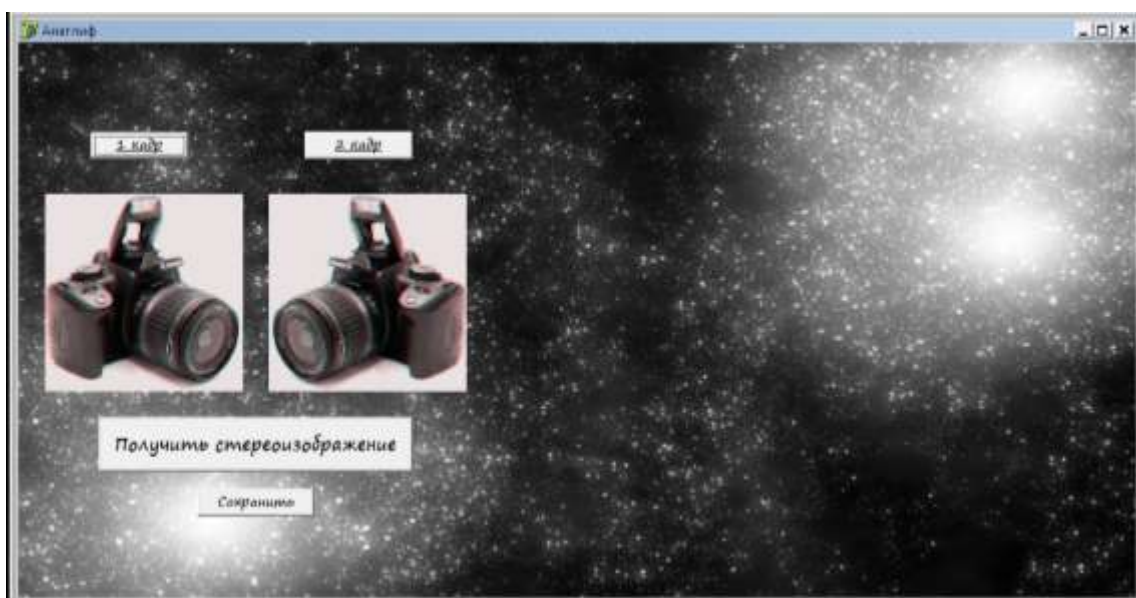 Анаглиф
1 кадр
2 кадр
Получить стереоизображение
Сохранить